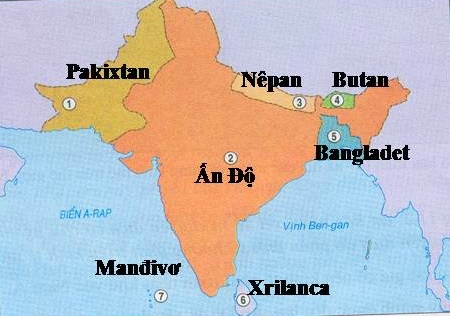 Pakixtan
Nêpan
Butan
1
3
4
5
Bangladet
2
Ấn Độ
BIỂN A-RAP
Vịnh Ben-gan
Manđivơ
Xrilanca
7
6